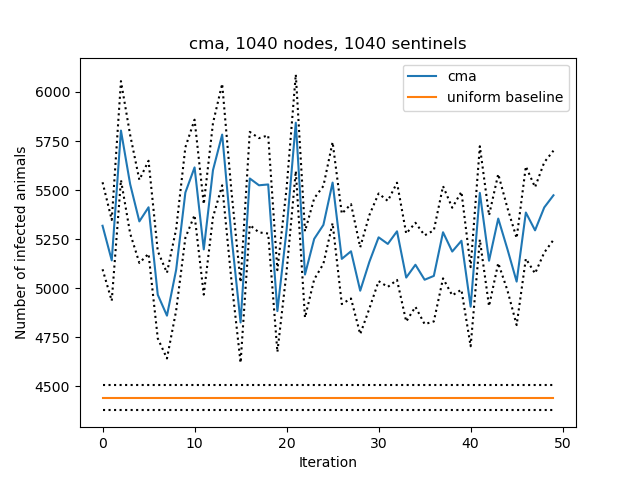 cma, 1040 nodes, 1040 sentinels
cma
uniform baseline
Number of infected animals
6000
5750
5500
5250
5000
4750
4500
0 10 20 30 40 50
Iteration